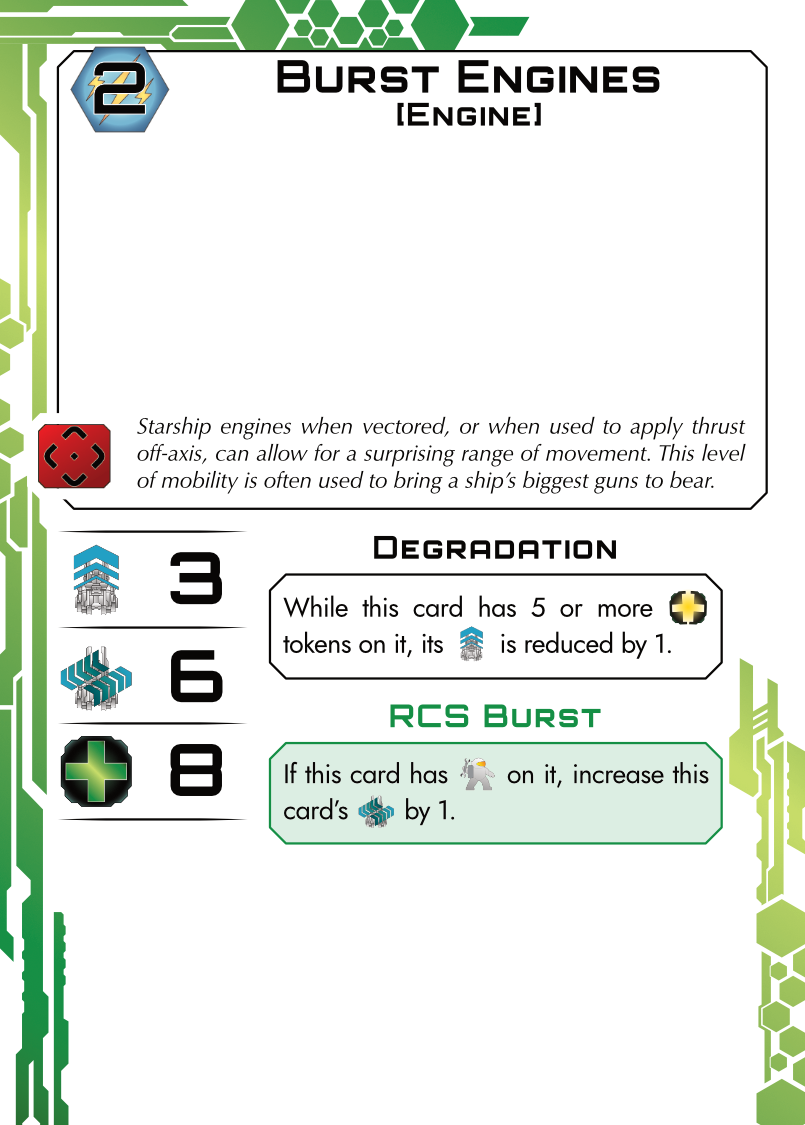 2
BURST ENGINES
[ENGINE]
Starship engines when vectored, or when used to apply thrust
off-axis, can allow for a surprising range of movement. This level
of mobility is often used to bring a ship's biggest guns to bear.
3
6
8
DEGRADATION
While this card has 5 or more
tokens on it, its is reduced by 1.
RCS BURST
If this card has on it, increase this
card's by 1.